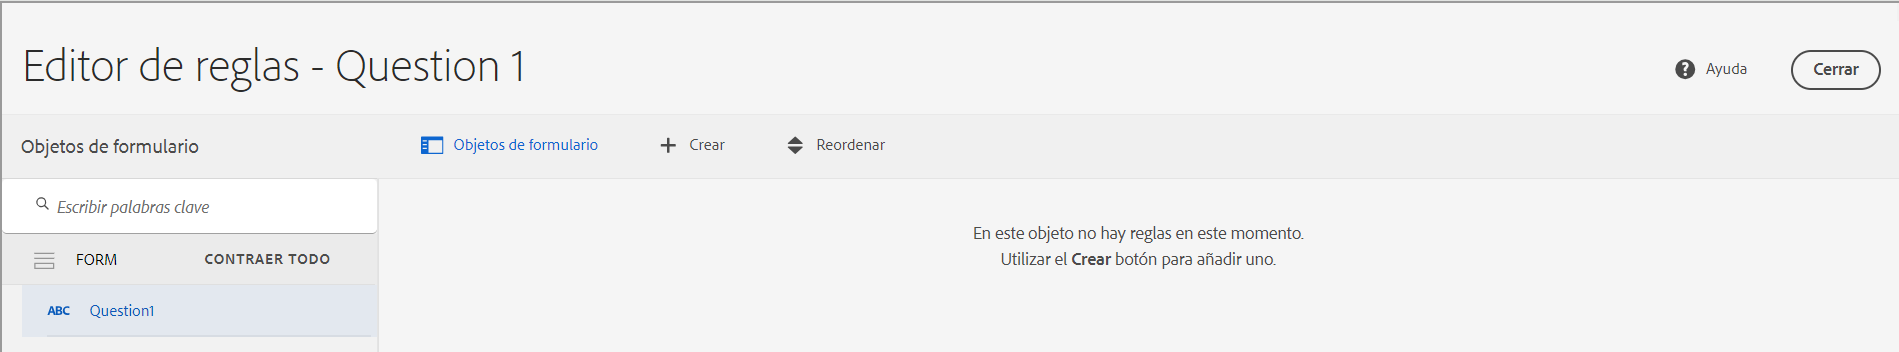 Editor de reglas - Question 1
? Ayuda
Cerrar
Objetos de formulario
Objetos de formulario
Crear
Reordenar
Escribir palabras clave
En este objeto no hay reglas en este momento.
Utilizar el Crear botón para añadir uno.
FORM
CONTRAER TODO
ABC Question1